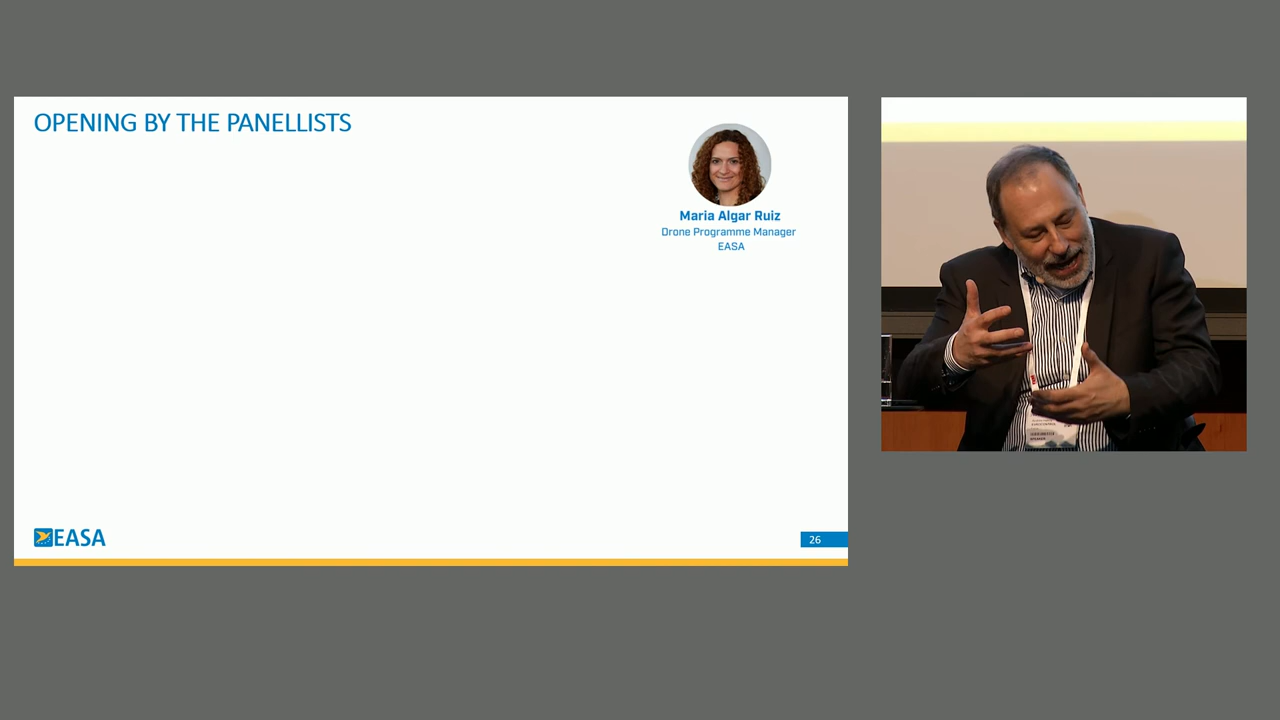 OPENING BY THE PANELLISTS
Maria Algar Ruiz
Drone Programme Manager
EASA
EASA
26